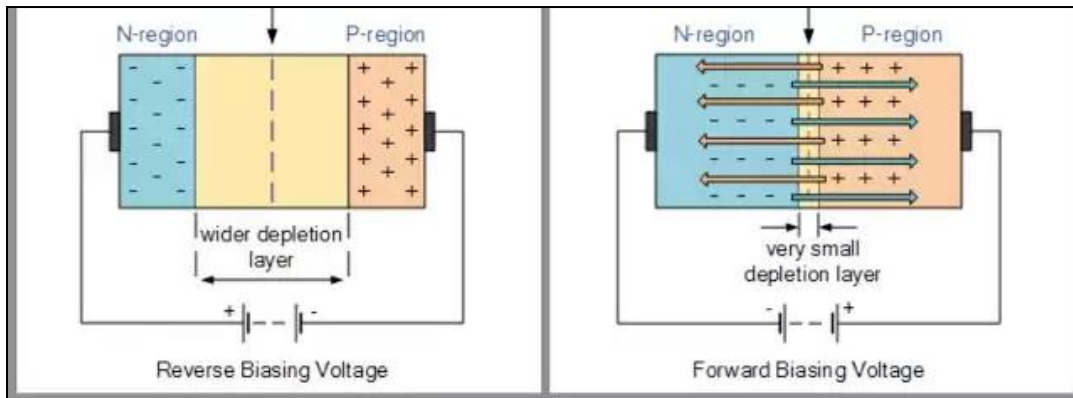 N-region P-region
wider depletion
layer
+ -
Reverse Biasing Voltage
N-region P-region
very small
depletion layer
- +
Forward Biasing Voltage